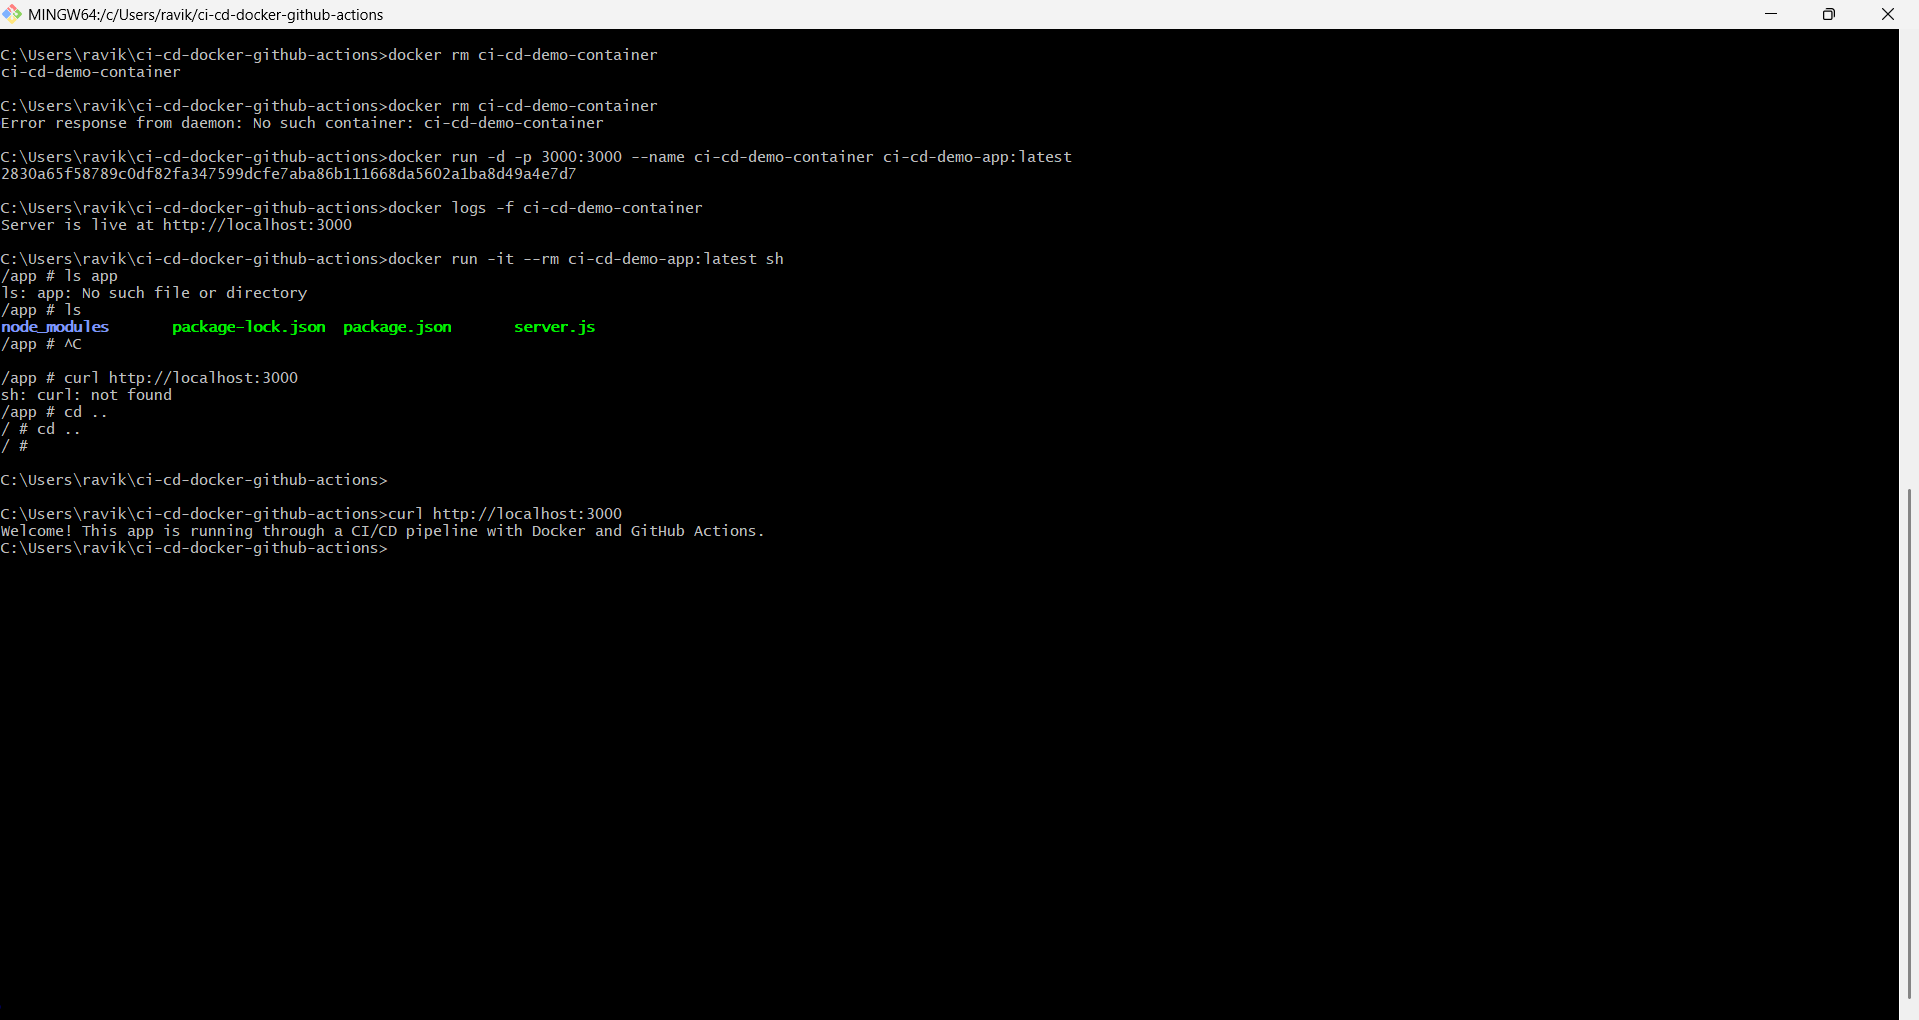 MINGW64:/c/Users/ravik/ci-cd-docker-github-actions
C:\Users\ravik\ci-cd-docker-github-actions>docker rm ci-cd-demo-container
ci-cd-demo-container
C:\Users\ravik\ci-cd-docker-github-actions>docker rm ci-cd-demo-container
Error response from daemon: No such container: ci-cd-demo-container
C:\Users\ravik\ci-cd-docker-github-actions>docker run -d -p 3000:3000 --name ci-cd-demo-container ci-cd-demo-app:latest
2830a65f58789c0df82fa347599dcfe7aba86b111668da5602a1ba8d49a4e7d7
C:\Users\ravik\ci-cd-docker-github-actions>docker logs -f ci-cd-demo-container
Server is live at http://localhost:3000
C:\Users\ravik\ci-cd-docker-github-actions>docker run -it --rm ci-cd-demo-app:latest sh
/app # ls app
ls: app: No such file or directory
/app # ls
node_modules package-lock.json package.json server.js
/app # ^C
/app # curl http://localhost:3000
sh: curl: not found
/app # cd ..
/ # cd ..
/ #
C:\Users\ravik\ci-cd-docker-github-actions>
C:\Users\ravik\ci-cd-docker-github-actions>curl http://localhost:3000
Welcome! This app is running through a CI/CD pipeline with Docker and GitHub Actions.
C:\Users\ravik\ci-cd-docker-github-actions>